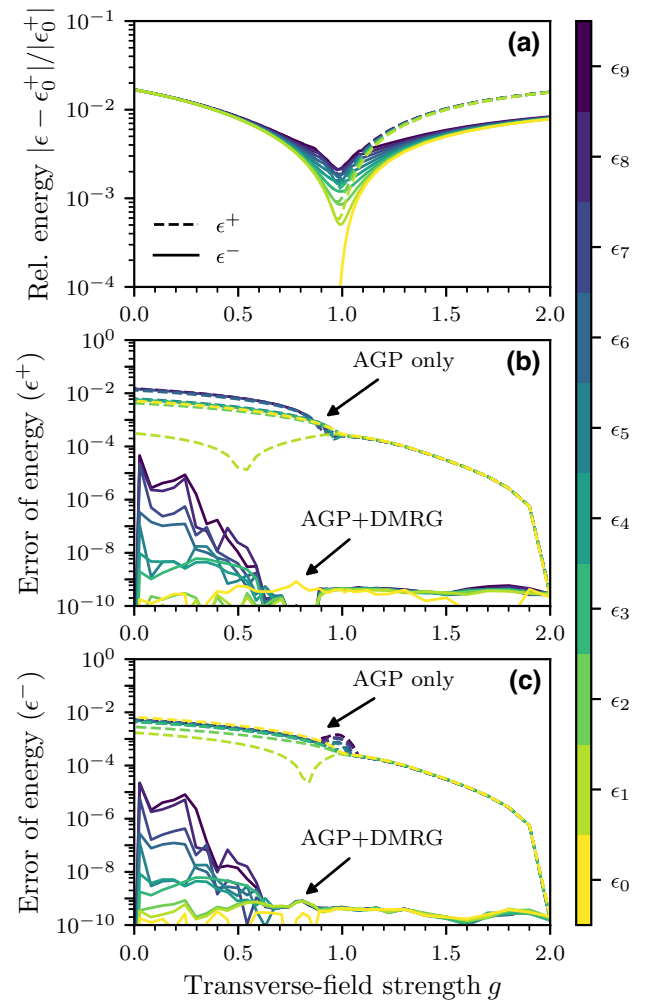 (a)
Rel. energy |ϵ − ϵ₀⁺|/|ϵ₀⁺|
10⁻¹
10⁻²
10⁻³
10⁻⁴
ϵ⁺
ϵ⁻
0.0 0.5 1.0 1.5 2.0
(b)
Error of energy (ϵ⁺)
10⁰
10⁻²
10⁻⁴
10⁻⁶
10⁻⁸
10⁻¹⁰
AGP only
AGP+DMRG
0.0 0.5 1.0 1.5 2.0
(c)
Error of energy (ϵ⁻)
10⁰
10⁻²
10⁻⁴
10⁻⁶
10⁻⁸
10⁻¹⁰
AGP only
AGP+DMRG
0.0 0.5 1.0 1.5 2.0
Transverse-field strength g
ϵ₉
ϵ₈
ϵ₇
ϵ₆
ϵ₅
ϵ₄
ϵ₃
ϵ₂
ϵ₁
ϵ₀